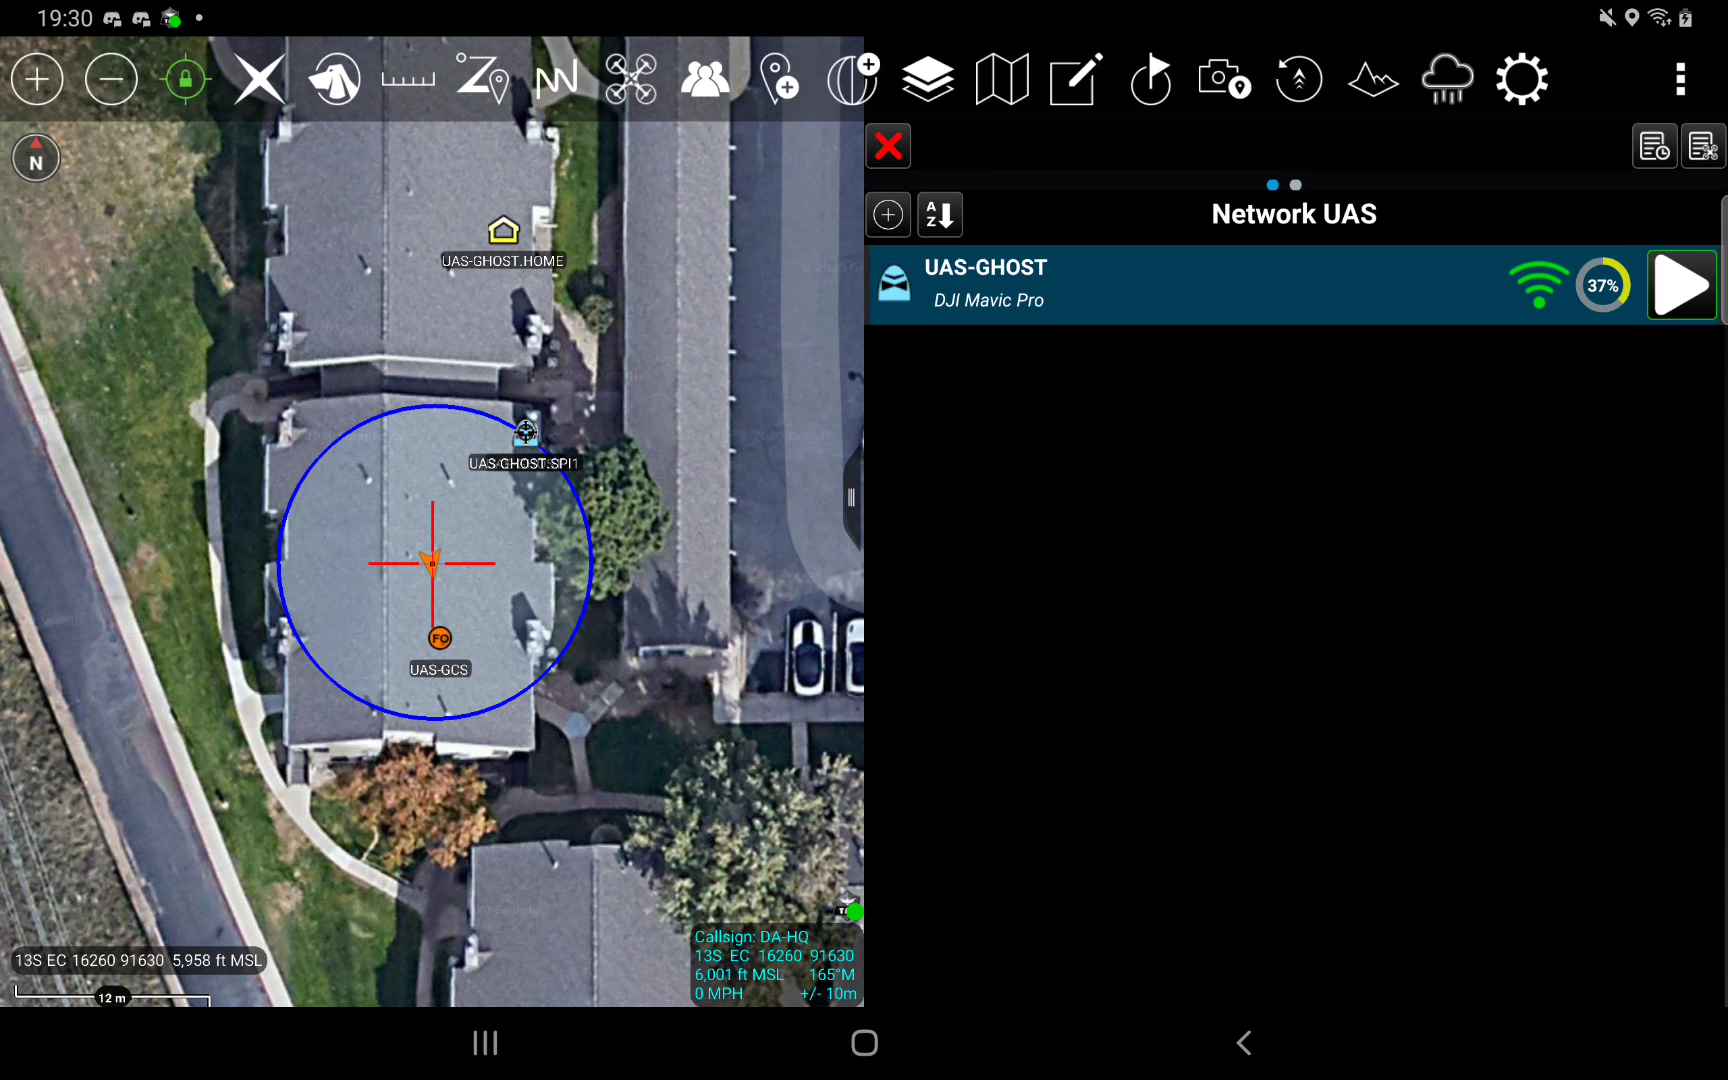 19:30
N
A
Z
Network UAS
UAS-GHOST
DJI Mavic Pro
37%
UAS-GHOST.HOME
UAS-GHOST.SPI1
FO
UAS-GCS
Callsign: DA-HQ
13S EC 16260 91630
6,001 ft MSL 165°M
0 MPH +/- 10m
13S EC 16260 91630 5,958 ft MSL
12 m